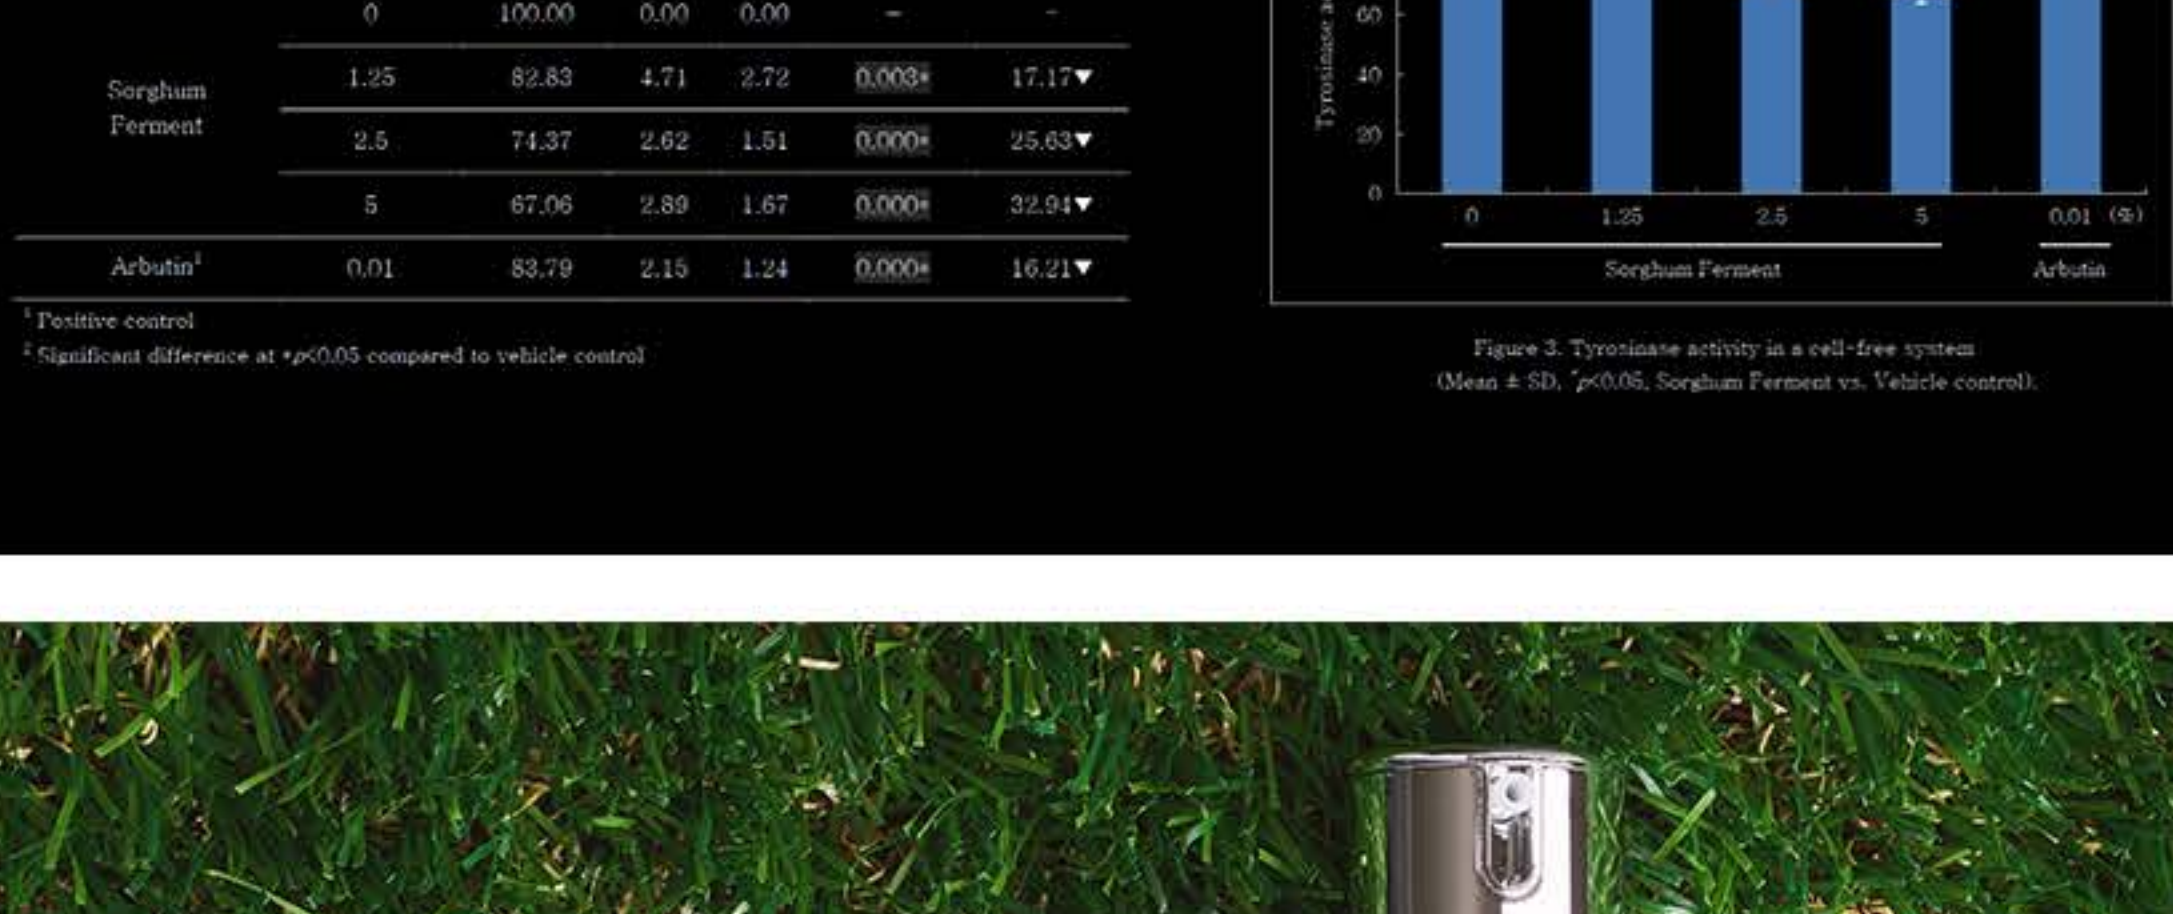 0 100.00 0.00 0.00 - -
Sorghum
Ferment
1.25 82.83 4.71 2.72 0.003* 17.17▼
2.5 74.37 2.62 1.51 0.000* 25.63▼
5 67.06 2.89 1.67 0.000* 32.94▼
Arbutin¹ 0.01 83.79 2.15 1.24 0.000* 16.21▼
¹ Positive control
² Significant difference at *p<0.05 compared to vehicle control
Tyrosinase a
60
40
20
0
0 1.25 2.5 5 0.01 (%)
Sorghum Ferment Arbutin
Figure 3. Tyrosinase activity in a cell-free system
(Mean ± SD, *p<0.05, Sorghum Ferment vs. Vehicle control).